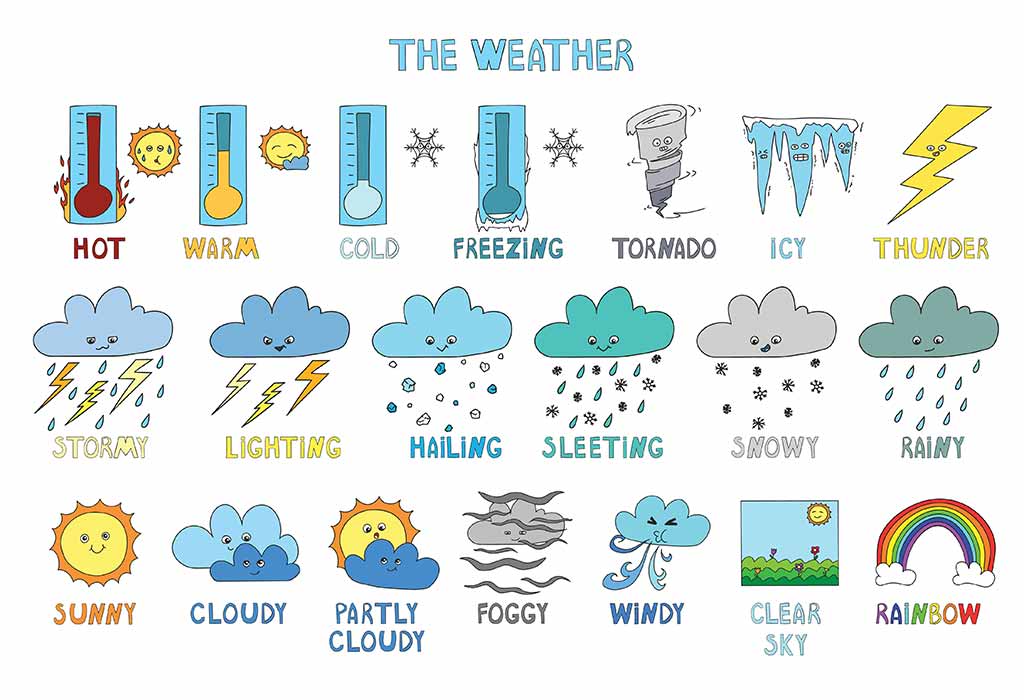 THE WEATHER
HOT WARM COLD FREEZING TORNADO ICY THUNDER
STORMY LIGHTING HAILING SLEETING SNOWY RAINY
SUNNY CLOUDY PARTLY CLOUDY FOGGY WINDY CLEAR SKY RAINBOW